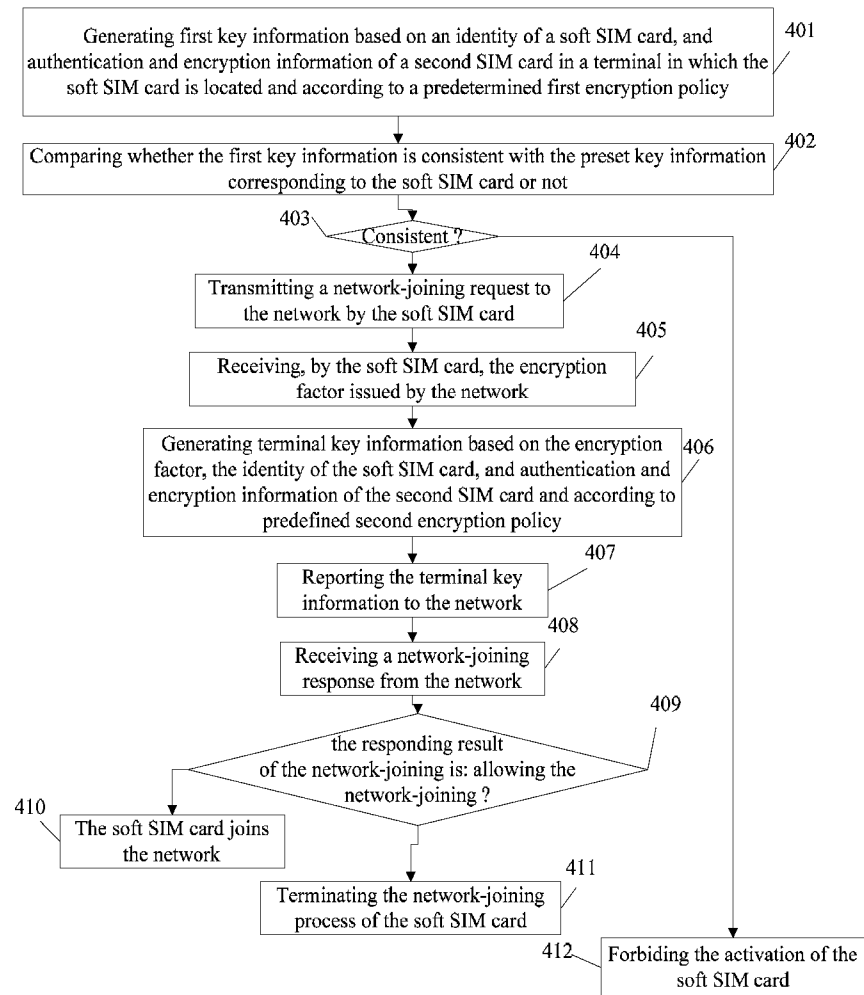 Generating first key information based on an identity of a soft SIM card, and
authentication and encryption information of a second SIM card in a terminal in which the
soft SIM card is located and according to a predetermined first encryption policy
401
Comparing whether the first key information is consistent with the preset key information
corresponding to the soft SIM card or not
402
403
Consistent ?
404
Transmitting a network-joining request to
the network by the soft SIM card
405
Receiving, by the soft SIM card, the encryption
factor issued by the network
Generating terminal key information based on the encryption
factor, the identity of the soft SIM card, and authentication and
encryption information of the second SIM card and according to
predefined second encryption policy
406
407
Reporting the terminal key
information to the network
408
Receiving a network-joining
response from the network
409
the responding result
of the network-joining is: allowing the
network-joining ?
410
The soft SIM card joins
the network
411
Terminating the network-joining
process of the soft SIM card
412
Forbiding the activation of the
soft SIM card